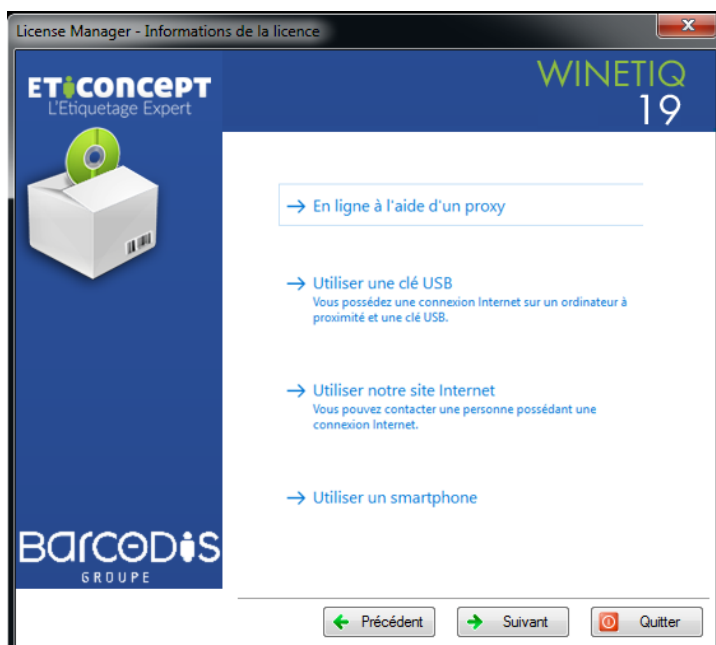 License Manager - Informations de la licence
ETiCONCEPT
L'Etiquetage Expert
WINETIQ
19
En ligne à l'aide d'un proxy
Utiliser une clé USB
Vous possédez une connexion Internet sur un ordinateur à
proximité et une clé USB.
Utiliser notre site Internet
Vous pouvez contacter une personne possédant une
connexion Internet.
Utiliser un smartphone
BARCODiS
GROUPE
Précédent
Suivant
Quitter